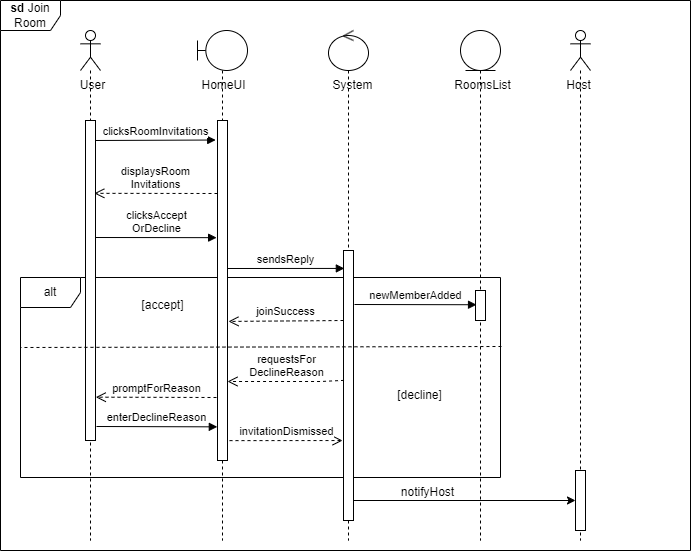 sd Join
Room
User
HomeUI
System
RoomsList
Host
clicksRoomInvitations
displaysRoom
Invitations
clicksAccept
OrDecline
sendsReply
alt
[accept]
newMemberAdded
joinSuccess
requestsFor
DeclineReason
promptForReason
[decline]
enterDeclineReason
invitationDismissed
notifyHost